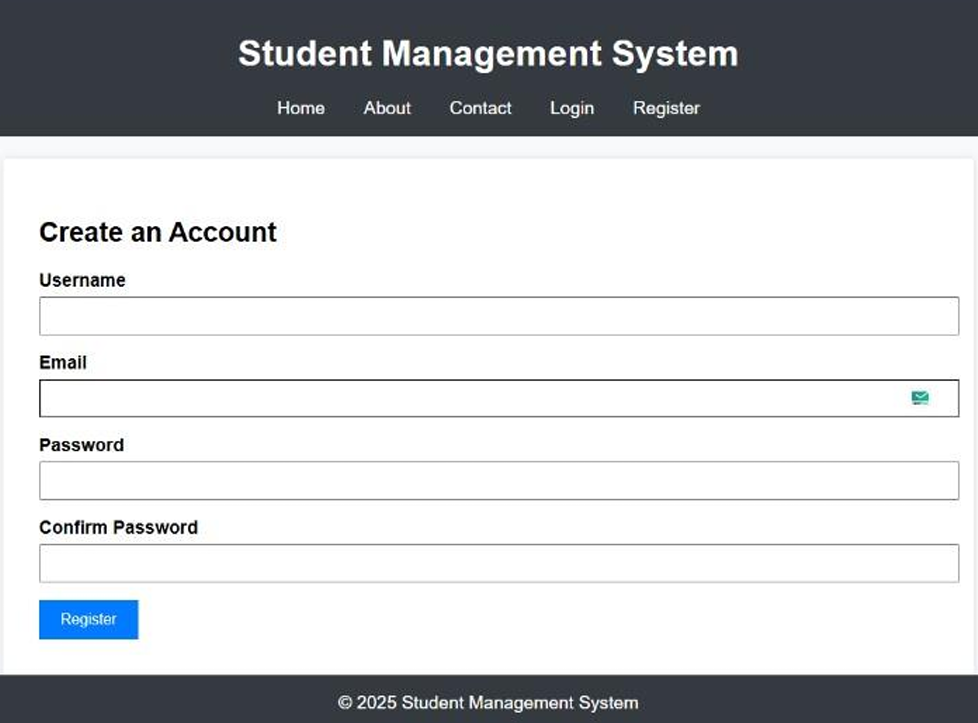 Student Management System
Home About Contact Login Register
Create an Account
Username
Email
Password
Confirm Password
Register
© 2025 Student Management System